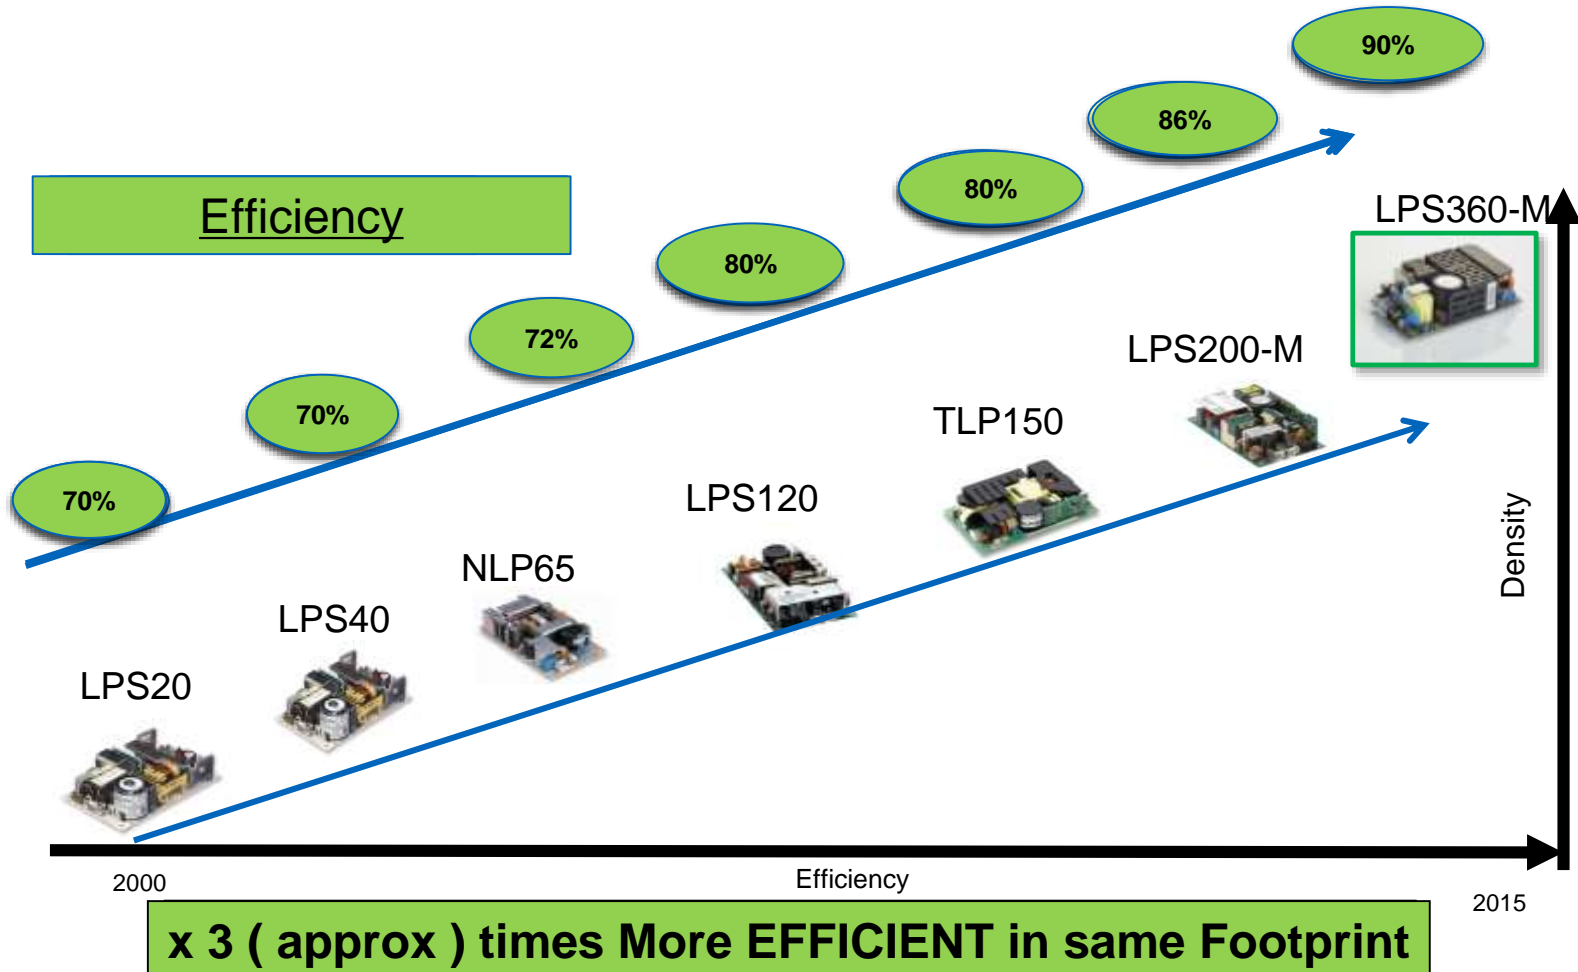 90%
86%
80%
LPS360-M
Efficiency
80%
72%
LPS200-M
70%
TLP150
70%
LPS120
Density
NLP65
LPS40
LPS20
2000
Efficiency
2015
x 3 ( approx ) times More EFFICIENT in same Footprint